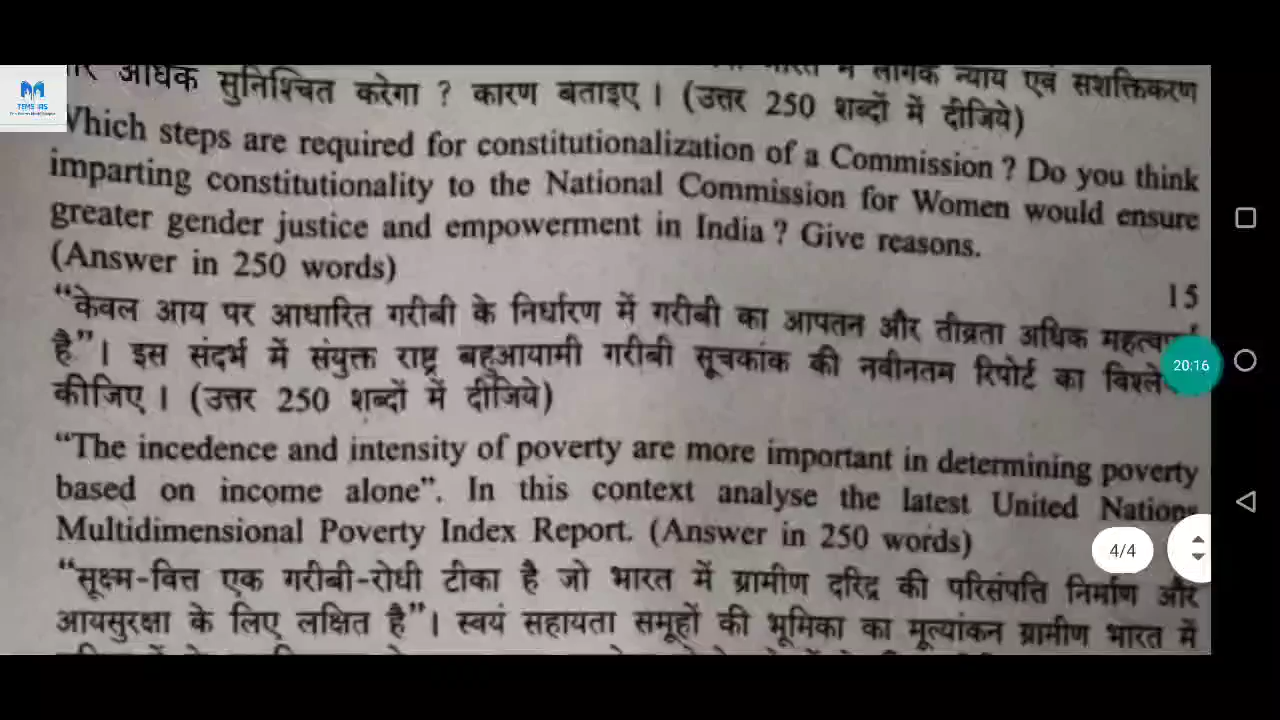 अधिक सुनिश्चित करेगा ? कारण बताइए । (उत्तर 250 शब्दों में दीजिये)
न्याय एवं सशक्तिकरण
Which steps are required for constitutionalization of a Commission ? Do you think
imparting constitutionality to the National Commission for Women would ensure
greater gender justice and empowerment in India ? Give reasons.
(Answer in 250 words)
15
“केवल आय पर आधारित गरीबी के निर्धारण में गरीबी का आपतन और तीव्रता अधिक
है” । इस संदर्भ में संयुक्त राष्ट्र बहुआयामी गरीबी सूचकांक की नवीनतम रिपोर्ट का
कीजिए । (उत्तर 250 शब्दों में दीजिये)
“The incedence and intensity of poverty are more important in determining poverty
based on income alone”. In this context analyse the latest United Nations
Multidimensional Poverty Index Report. (Answer in 250 words)
“सूक्ष्म-वित्त एक गरीबी-रोधी टीका है जो भारत में ग्रामीण दरिद्र की परिसंपत्ति निर्माण और
आयसुरक्षा के लिए लक्षित है” । स्वयं सहायता समूहों की भूमिका का मूल्यांकन ग्रामीण भारत में
20:16
4/4